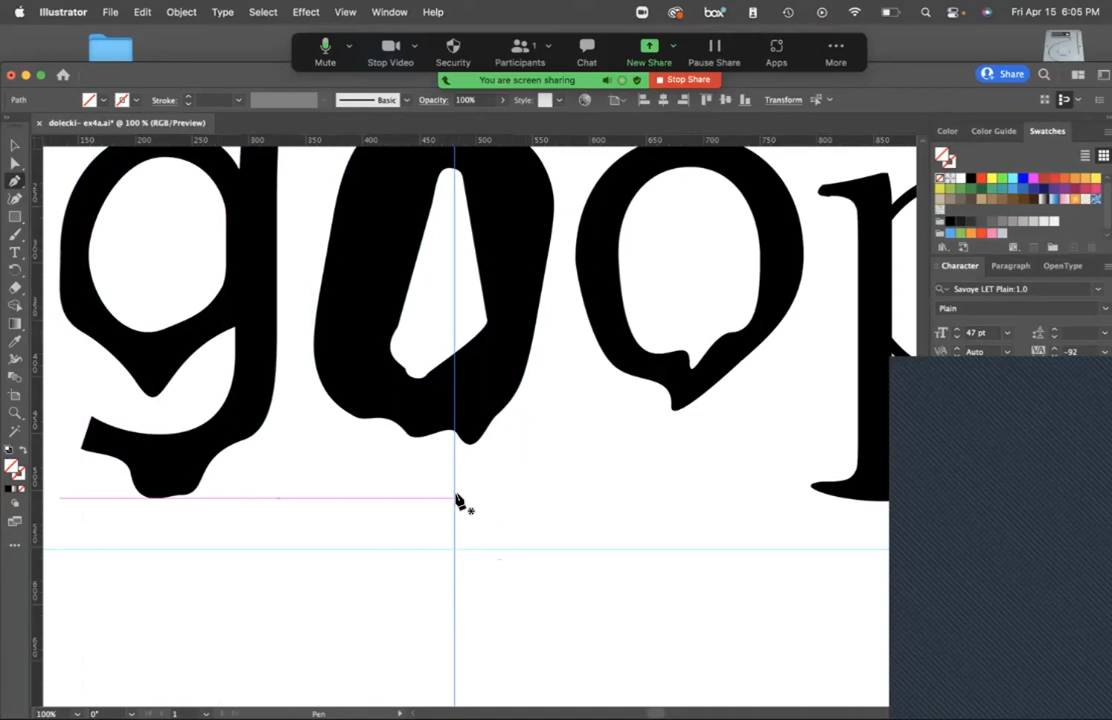 Illustrator File Edit Object Type Select Effect View Window Help box Fri Apr 15 6:05 PM
Mute Stop Video Security Participants 1 Chat New Share Pause Share Apps More
You are screen sharing Stop Share
Share
Path Stroke: Basic Opacity: 100% Style: Transform
dolecki- ex4a.ai* @ 100 % (RGB/Preview)
Color Color Guide Swatches
150 200 250 300 350 400 450 500 550 600 650 700 750 800 850
goop
Character Paragraph OpenType
Savoye LET Plain:1.0
Plain
47 pt
Auto -92
100% 0° 1 Pen